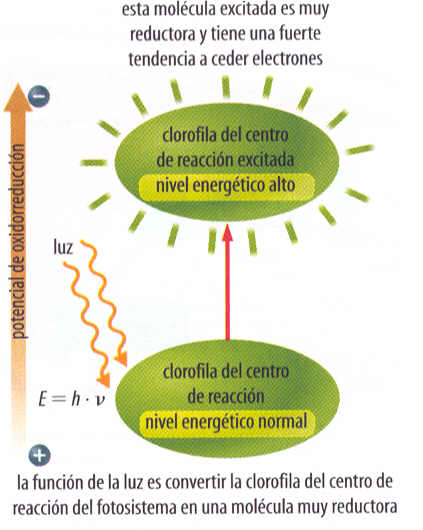 esta molécula excitada es muy
reductora y tiene una fuerte
tendencia a ceder electrones
−
clorofila del centro
de reacción excitada
nivel energético alto
potencial de oxidorreducción
luz
E = h · ν
clorofila del centro
de reacción
nivel energético normal
+
la función de la luz es convertir la clorofila del centro de
reacción del fotosistema en una molécula muy reductora